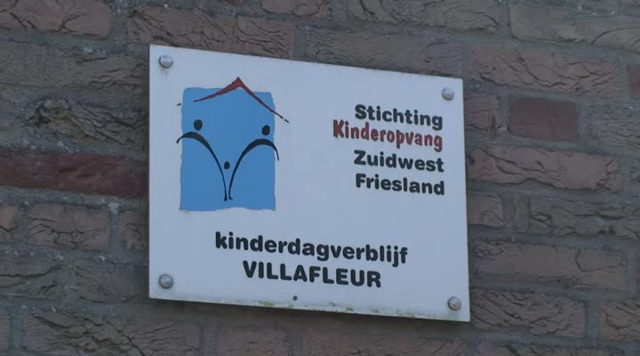 Stichting
Kinderopvang
Zuidwest
Friesland
kinderdagverblijf
VILLAFLEUR